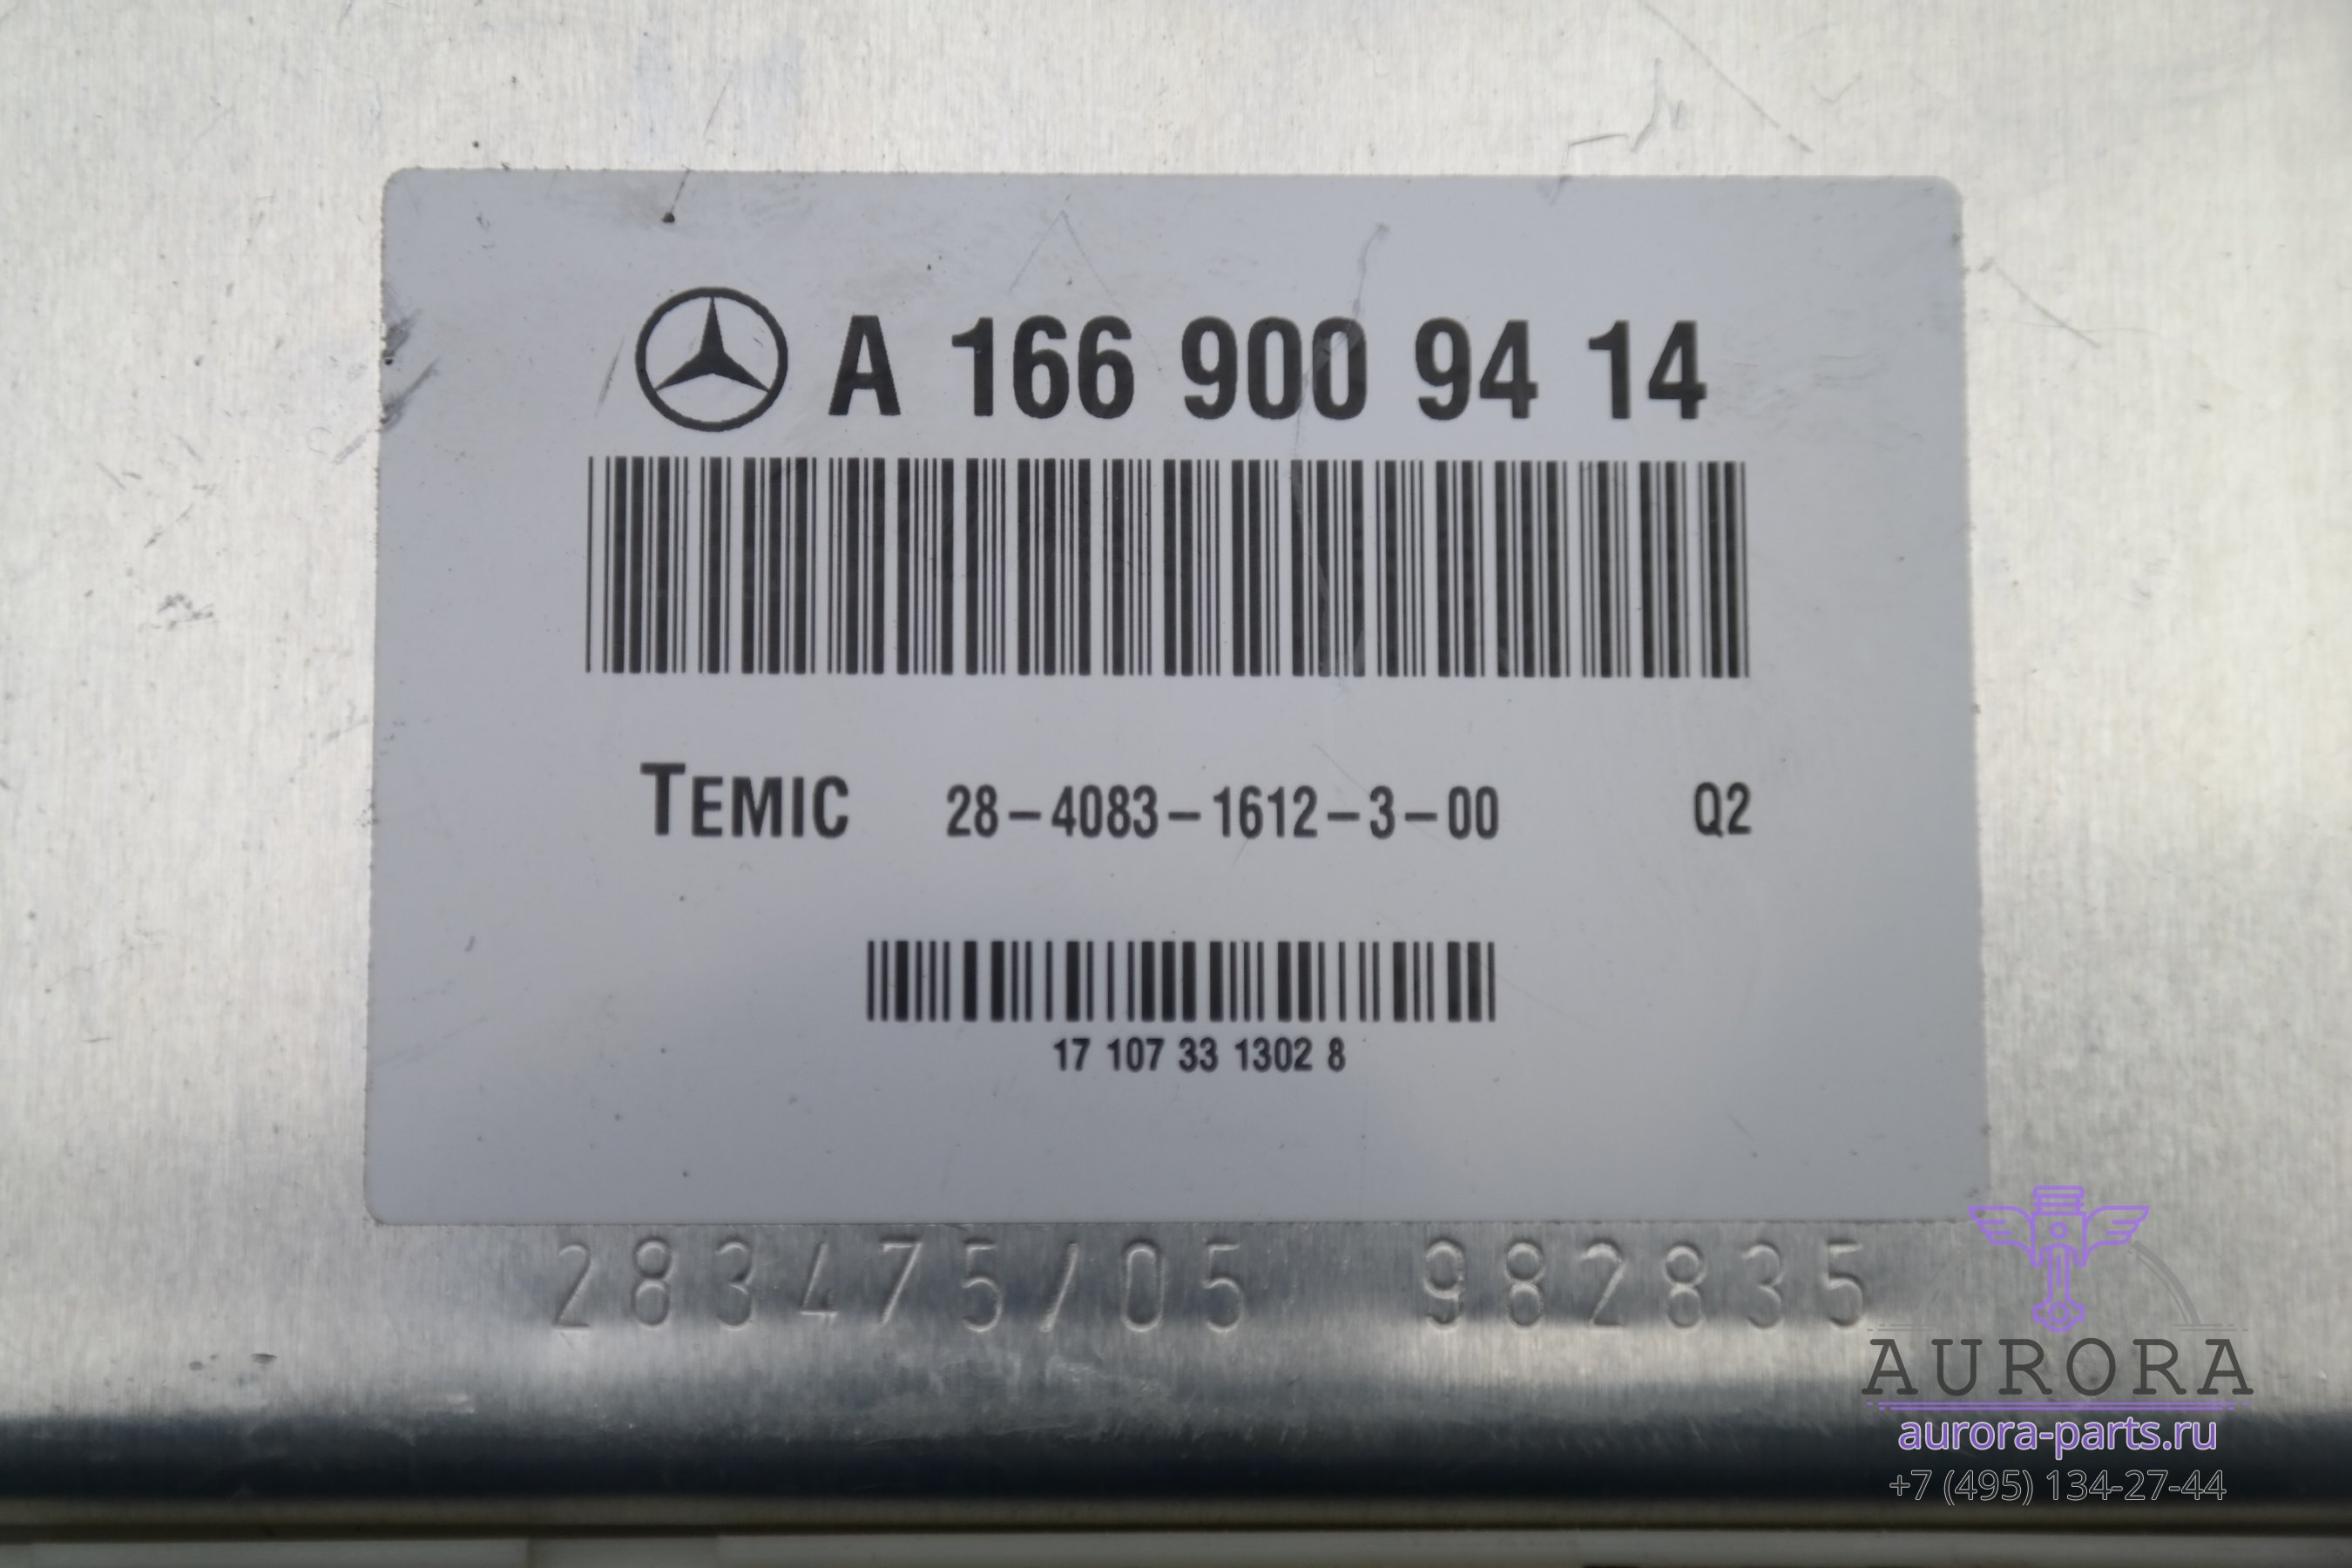 A 166 900 94 14
TEMIC 28-4083-1612-3-00 Q2
17 107 33 1302 8
283475/05 982835
AURORA
aurora-parts.ru
+7 (495) 134-27-44